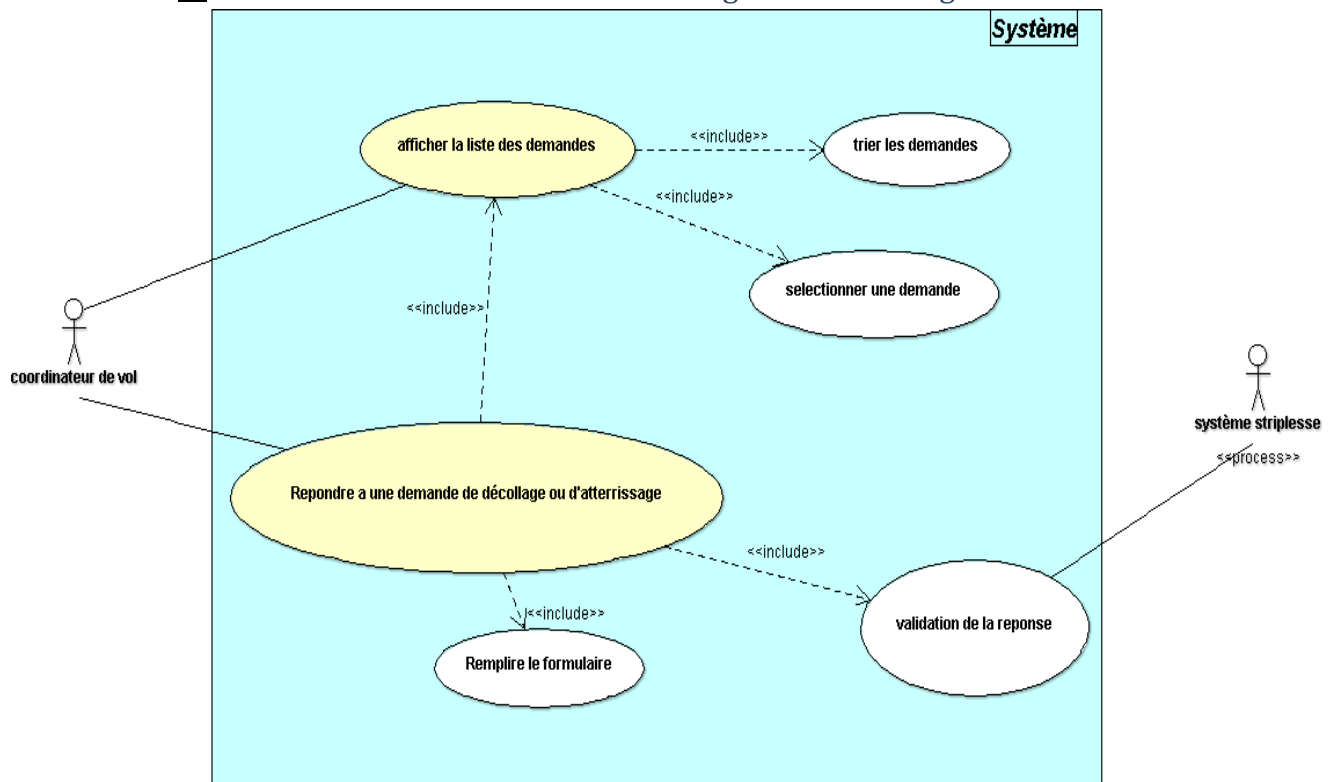 Système
afficher la liste des demandes
<<include>>
trier les demandes
<<include>>
selectionner une demande
<<include>>
coordinateur de vol
système striplesse
<<process>>
Repondre a une demande de décollage ou d'atterrissage
<<include>>
<<include>>
validation de la reponse
Remplire le formulaire